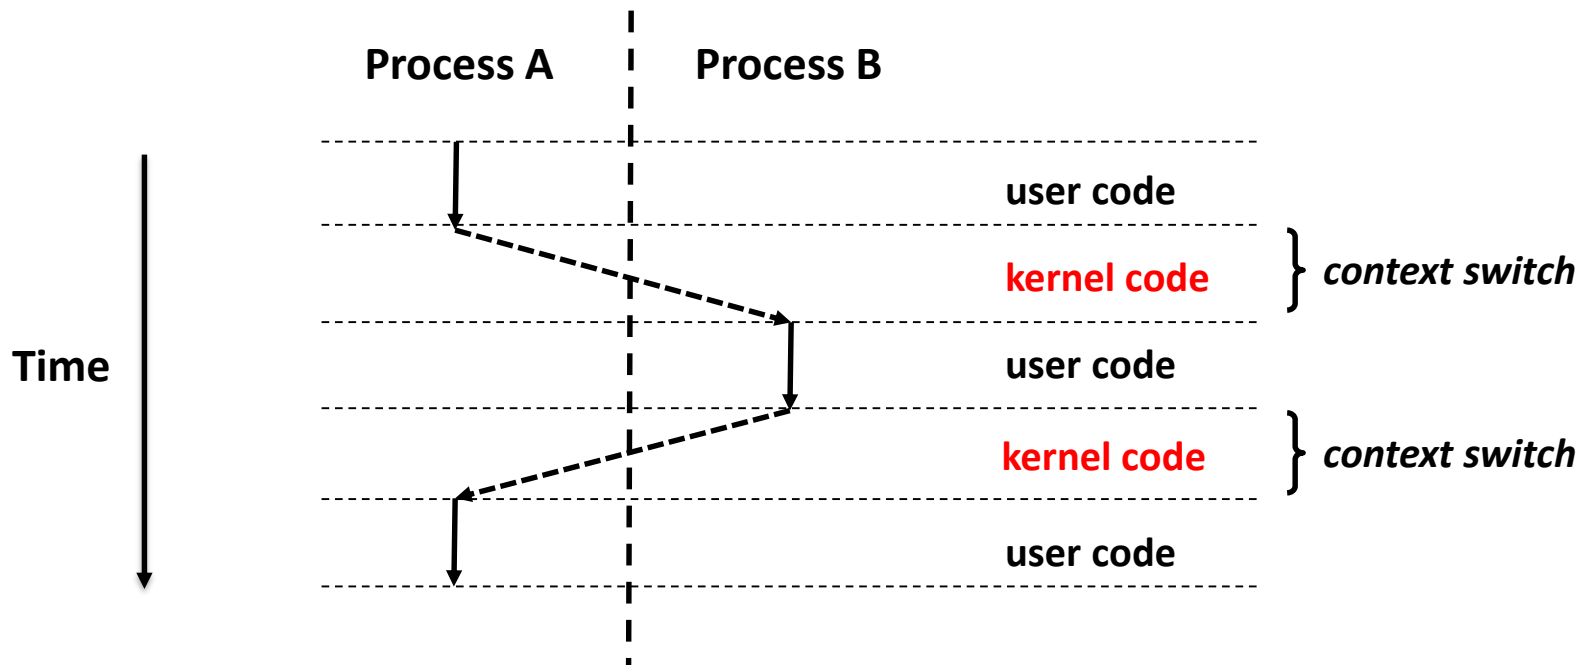 Process A
Process B
user code
kernel code
context switch
Time
user code
kernel code
context switch
user code